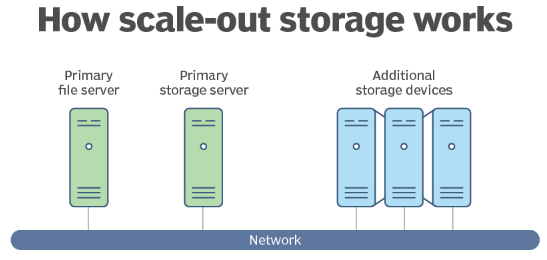 How scale-out storage works
Primary
file server
Primary
storage server
Additional
storage devices
Network